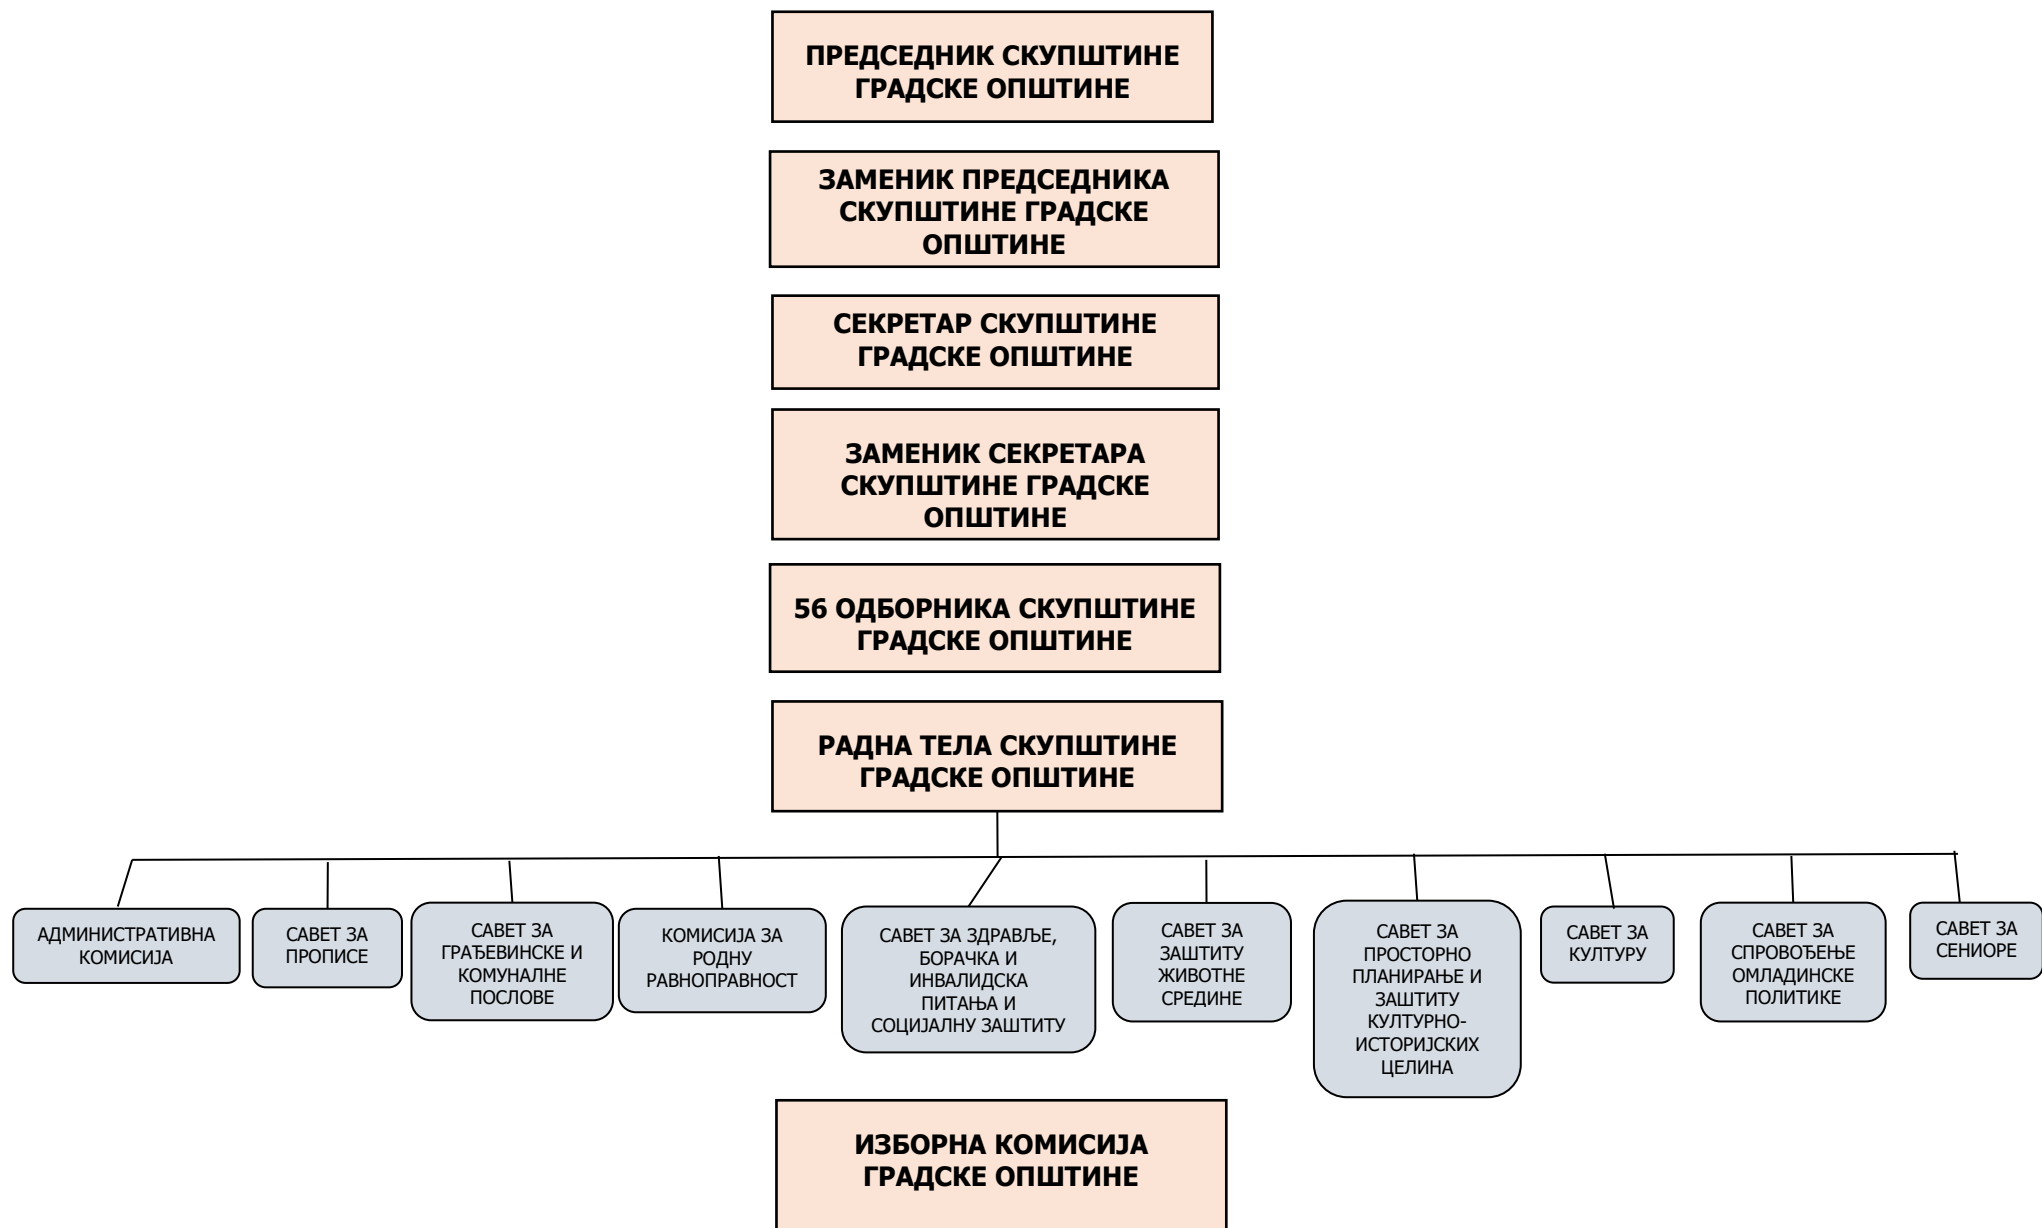 ПРЕДСЕДНИК СКУПШТИНЕ
ГРАДСКЕ ОПШТИНЕ
ЗАМЕНИК ПРЕДСЕДНИКА
СКУПШТИНЕ ГРАДСКЕ
ОПШТИНЕ
СЕКРЕТАР СКУПШТИНЕ
ГРАДСКЕ ОПШТИНЕ
ЗАМЕНИК СЕКРЕТАРА
СКУПШТИНЕ ГРАДСКЕ
ОПШТИНЕ
56 ОДБОРНИКА СКУПШТИНЕ
ГРАДСКЕ ОПШТИНЕ
РАДНА ТЕЛА СКУПШТИНЕ
ГРАДСКЕ ОПШТИНЕ
АДМИНИСТРАТИВНА
КОМИСИЈА
САВЕТ ЗА
ПРОПИСЕ
САВЕТ ЗА
ГРАЂЕВИНСКЕ И
КОМУНАЛНЕ
ПОСЛОВЕ
КОМИСИЈА ЗА
РОДНУ
РАВНОПРАВНОСТ
САВЕТ ЗА ЗДРАВЉЕ,
БОРАЧКА И
ИНВАЛИДСКА
ПИТАЊА И
СОЦИЈАЛНУ ЗАШТИТУ
САВЕТ ЗА
ЗАШТИТУ
ЖИВОТНЕ
СРЕДИНЕ
САВЕТ ЗА
ПРОСТОРНО
ПЛАНИРАЊЕ И
ЗАШТИТУ
КУЛТУРНО-
ИСТОРИЈСКИХ
ЦЕЛИНА
САВЕТ ЗА
КУЛТУРУ
САВЕТ ЗА
СПРОВОЂЕЊЕ
ОМЛАДИНСКЕ
ПОЛИТИКЕ
САВЕТ ЗА
СЕНИОРЕ
ИЗБОРНА КОМИСИЈА
ГРАДСКЕ ОПШТИНЕ